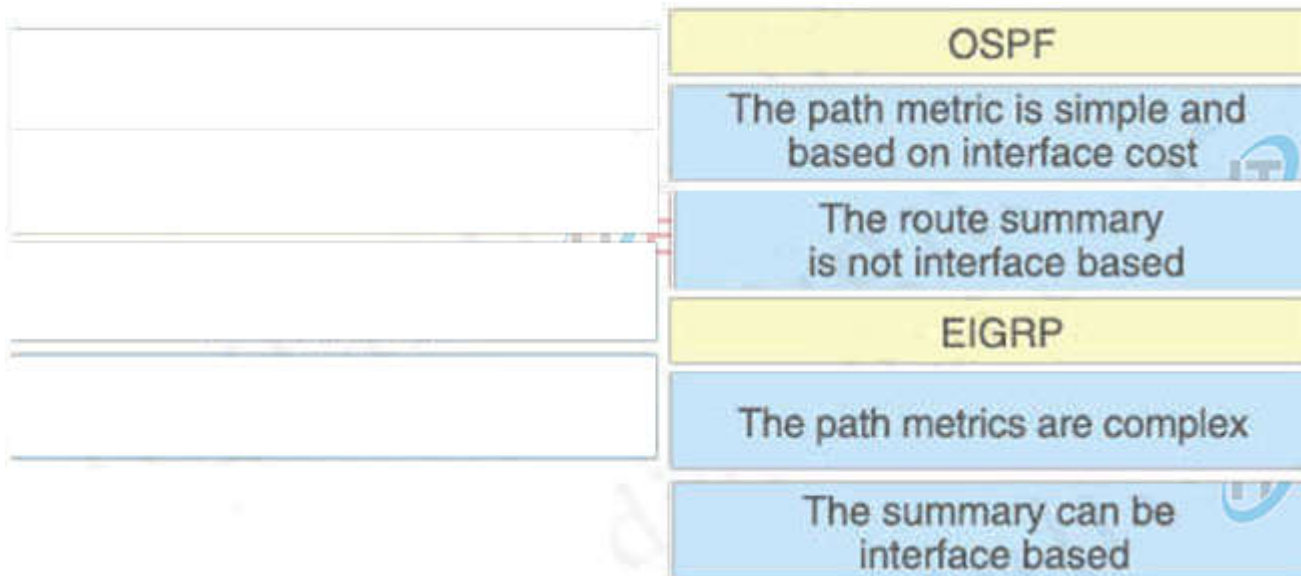 OSPF
The path metric is simple and
based on interface cost
The route summary
is not interface based
EIGRP
The path metrics are complex
The summary can be
interface based